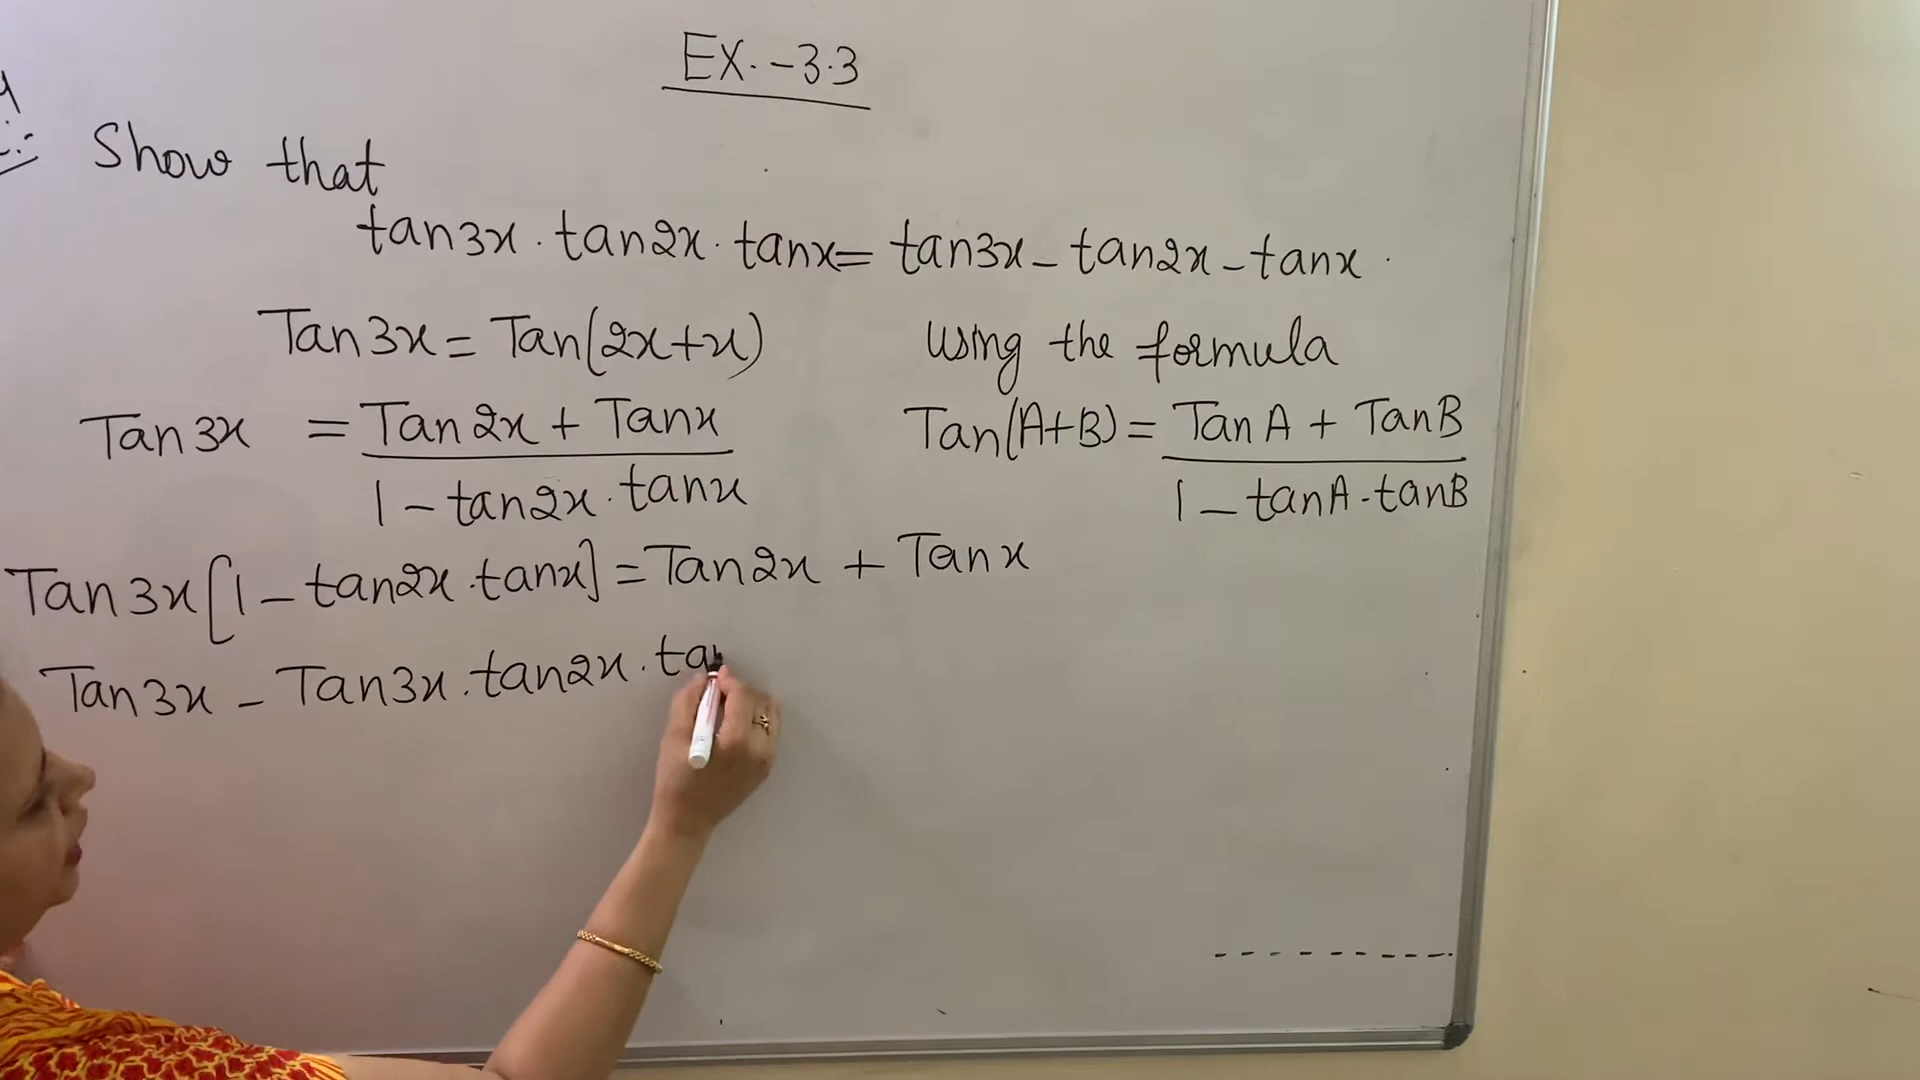 EX.-3.3
Show that
tan3x . tan2x . tanx = tan3x - tan2x - tanx .
Tan3x = Tan(2x+x)
Using the formula
Tan3x = Tan2x + Tanx
1 - tan2x . tanx
Tan(A+B) = TanA + TanB
1 - tanA . tanB
Tan3x[1 - tan2x . tanx] = Tan2x + Tanx
Tan3x - Tan3x . tan2x . tan